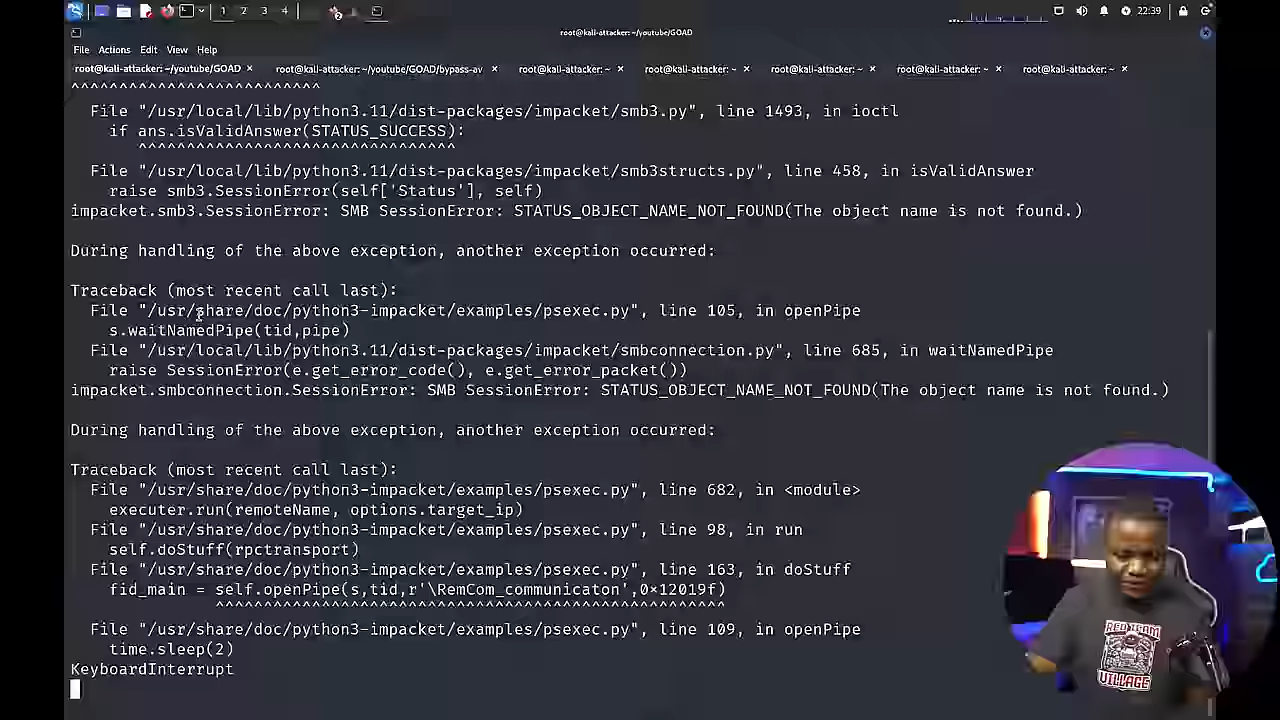 1 2 3 4
2
22:39
root@kali-attacker: ~/youtube/GOAD
File Actions Edit View Help
root@kali-attacker: ~/youtube/GOAD × root@kali-attacker: ~/youtube/GOAD/bypass-av × root@kali-attacker: ~ × root@kali-attacker: ~ × root@kali-attacker: ~ × root@kali-attacker: ~ × root@kali-attacker: ~ ×
^^^^^^^^^^^^^^^^^^^^^^^^^^
File "/usr/local/lib/python3.11/dist-packages/impacket/smb3.py", line 1493, in ioctl
if ans.isValidAnswer(STATUS_SUCCESS):
^^^^^^^^^^^^^^^^^^^^^^^^^^^^^^^^^
File "/usr/local/lib/python3.11/dist-packages/impacket/smb3structs.py", line 458, in isValidAnswer
raise smb3.SessionError(self['Status'], self)
impacket.smb3.SessionError: SMB SessionError: STATUS_OBJECT_NAME_NOT_FOUND(The object name is not found.)
During handling of the above exception, another exception occurred:
Traceback (most recent call last):
File "/usr/share/doc/python3-impacket/examples/psexec.py", line 105, in openPipe
s.waitNamedPipe(tid,pipe)
File "/usr/local/lib/python3.11/dist-packages/impacket/smbconnection.py", line 685, in waitNamedPipe
raise SessionError(e.get_error_code(), e.get_error_packet())
impacket.smbconnection.SessionError: SMB SessionError: STATUS_OBJECT_NAME_NOT_FOUND(The object name is not found.)
During handling of the above exception, another exception occurred:
Traceback (most recent call last):
File "/usr/share/doc/python3-impacket/examples/psexec.py", line 682, in <module>
executer.run(remoteName, options.target_ip)
File "/usr/share/doc/python3-impacket/examples/psexec.py", line 98, in run
self.doStuff(rpctransport)
File "/usr/share/doc/python3-impacket/examples/psexec.py", line 163, in doStuff
fid_main = self.openPipe(s,tid,r'\RemCom_communicaton',0×12019f)
^^^^^^^^^^^^^^^^^^^^^^^^^^^^^^^^^^^^^^^^^^^^^^^^^^^^^
File "/usr/share/doc/python3-impacket/examples/psexec.py", line 109, in openPipe
time.sleep(2)
KeyboardInterrupt
RED TEAM
VILLAGE